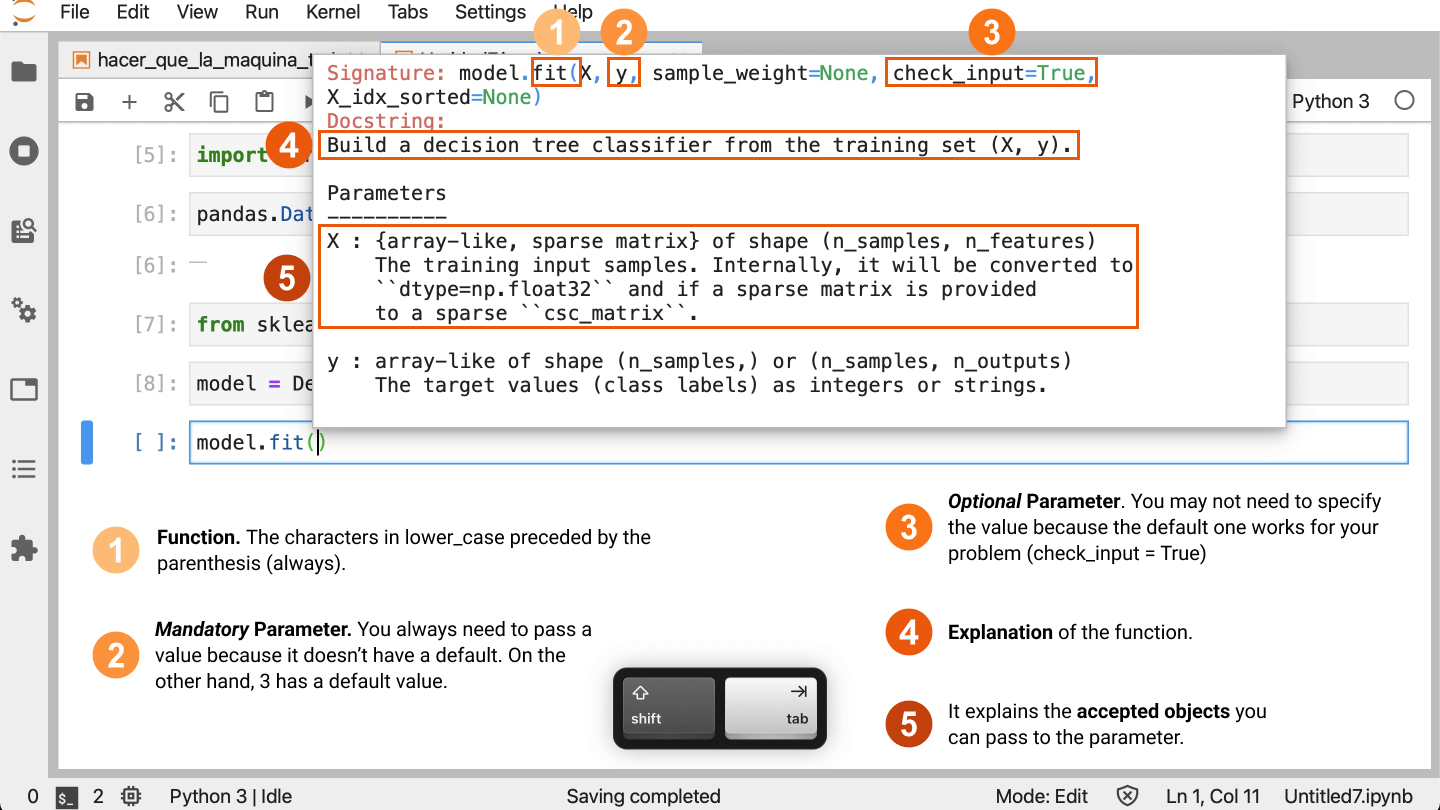 File Edit View Run Kernel Tabs Settings Help
1 2 3
hacer_que_la_maquina_t
Signature: model.fit(X, y, sample_weight=None, check_input=True,
X_idx_sorted=None)
Python 3
Docstring:
4
Build a decision tree classifier from the training set (X, y).
[5]: import
Parameters
----------
[6]: pandas.Dat
X : {array-like, sparse matrix} of shape (n_samples, n_features)
The training input samples. Internally, it will be converted to
[6]:
5
``dtype=np.float32`` and if a sparse matrix is provided
to a sparse ``csc_matrix``.
[7]: from sklea
y : array-like of shape (n_samples,) or (n_samples, n_outputs)
The target values (class labels) as integers or strings.
[8]: model = De
[ ]: model.fit()
1
Function. The characters in lower_case preceded by the
parenthesis (always).
2
Mandatory Parameter. You always need to pass a
value because it doesn’t have a default. On the
other hand, 3 has a default value.
3
Optional Parameter. You may not need to specify
the value because the default one works for your
problem (check_input = True)
4
Explanation of the function.
5
It explains the accepted objects you
can pass to the parameter.
shift
tab
0 $_ 2 Python 3 | Idle Saving completed Mode: Edit Ln 1, Col 11 Untitled7.ipynb